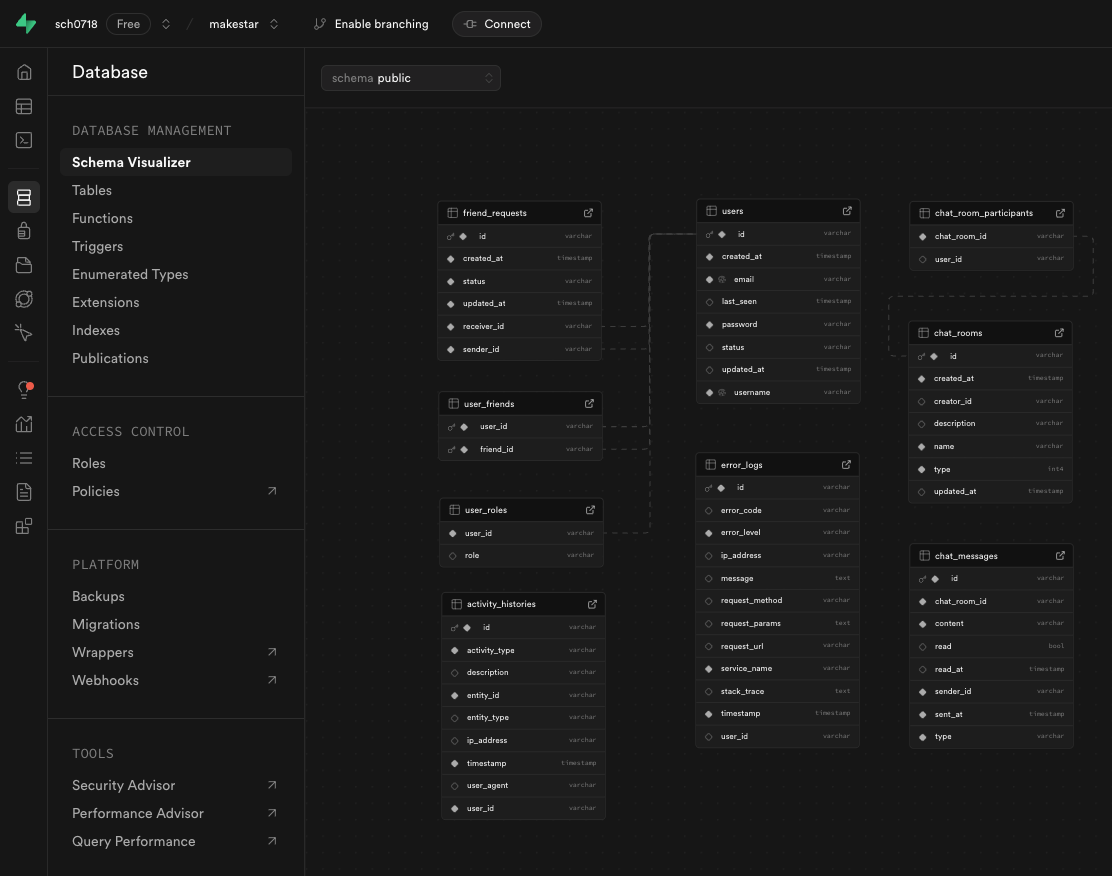 sch0718 Free makestar Enable branching Connect
Database
schema public
DATABASE MANAGEMENT
Schema Visualizer
Tables
Functions
Triggers
Enumerated Types
Extensions
Indexes
Publications
ACCESS CONTROL
Roles
Policies
PLATFORM
Backups
Migrations
Wrappers
Webhooks
TOOLS
Security Advisor
Performance Advisor
Query Performance
friend_requests
id varchar
created_at timestamp
status varchar
updated_at timestamp
receiver_id varchar
sender_id varchar
user_friends
user_id varchar
friend_id varchar
user_roles
user_id varchar
role varchar
activity_histories
id varchar
activity_type varchar
description varchar
entity_id varchar
entity_type varchar
ip_address varchar
timestamp timestamp
user_agent varchar
user_id varchar
users
id varchar
created_at timestamp
email varchar
last_seen timestamp
password varchar
status varchar
updated_at timestamp
username varchar
error_logs
id varchar
error_code varchar
error_level varchar
ip_address varchar
message text
request_method varchar
request_params text
request_url varchar
service_name varchar
stack_trace text
timestamp timestamp
user_id varchar
chat_room_participants
chat_room_id varchar
user_id varchar
chat_rooms
id varchar
created_at timestamp
creator_id varchar
description varchar
name varchar
type int4
updated_at timestamp
chat_messages
id varchar
chat_room_id varchar
content varchar
read bool
read_at timestamp
sender_id varchar
sent_at timestamp
type varchar